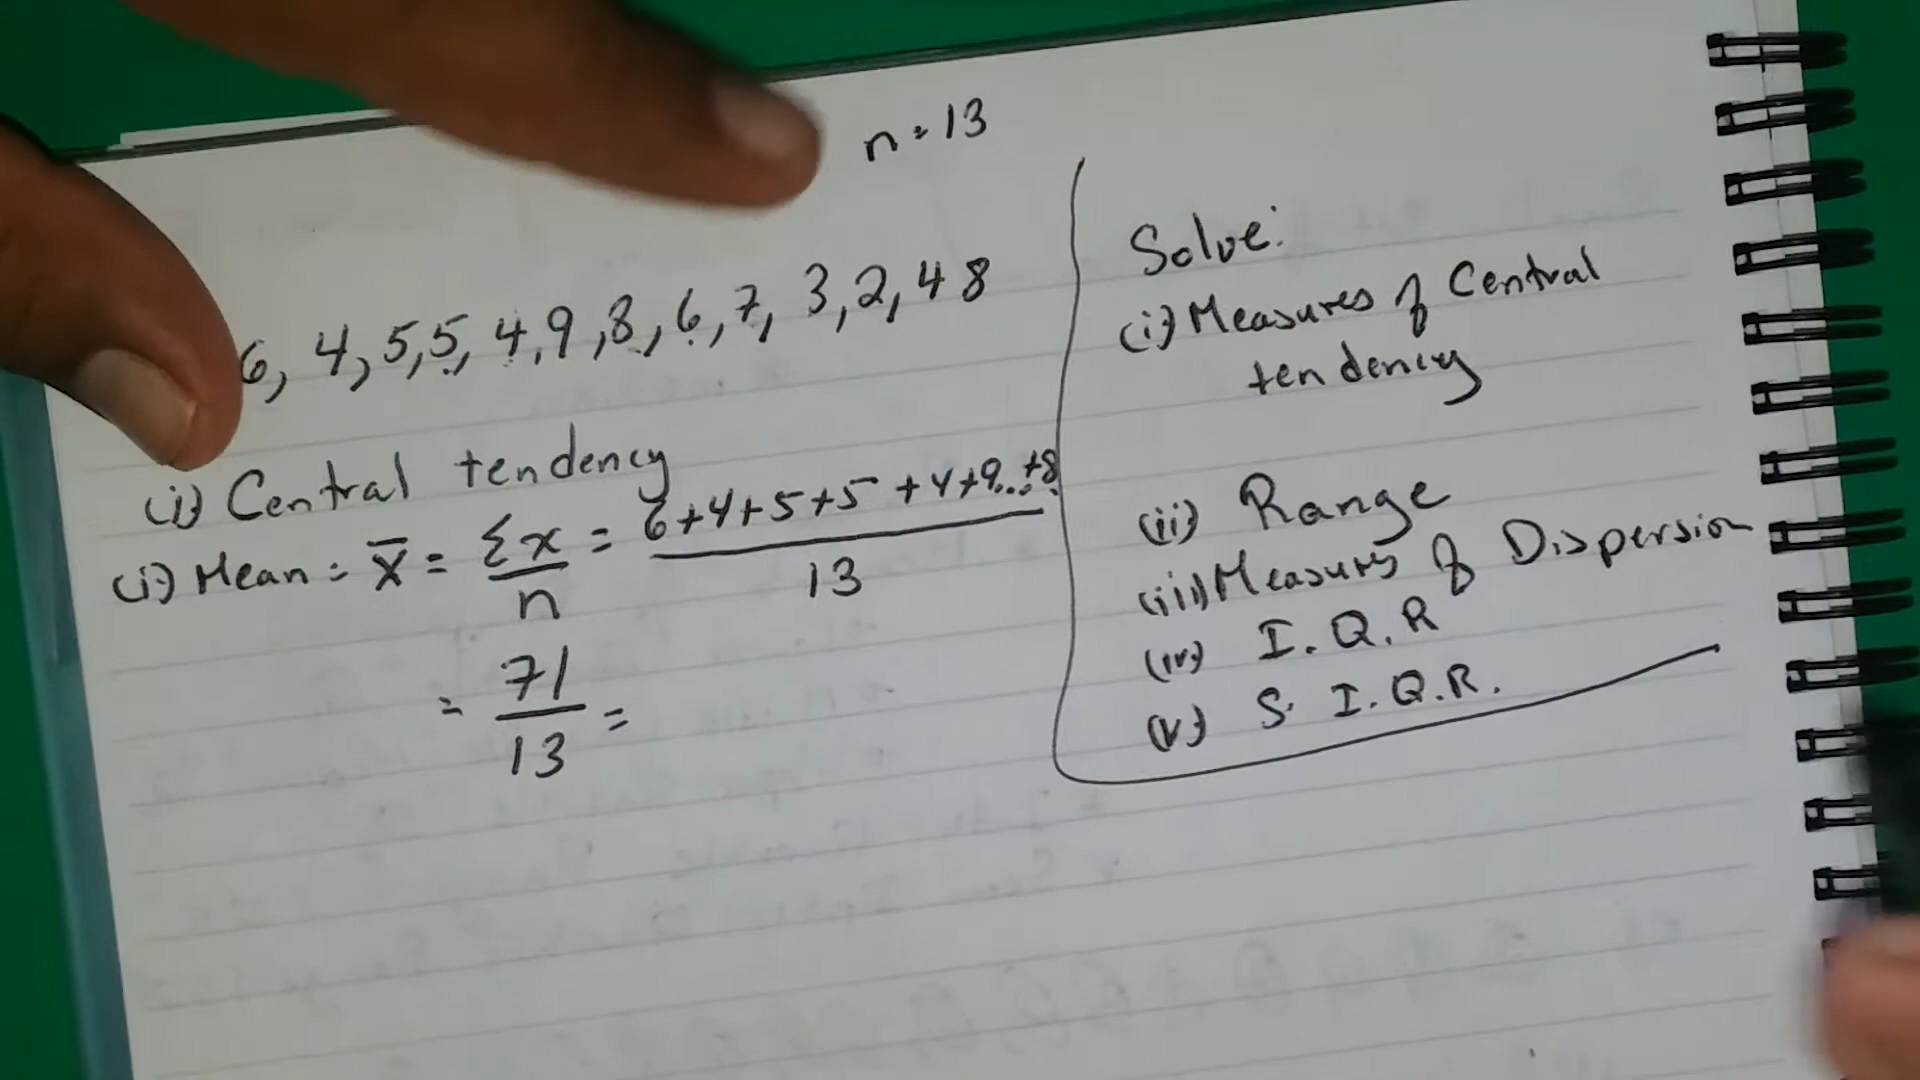 n = 13
6, 4, 5, 5, 4, 9, 8, 6, 7, 3, 2, 4 8
(i) Central tendency
(i) Mean = x̄ = Σx/n = 6+4+5+5+4+9...+8/13
= 71/13 =
Solve:
(i) Measures of Central
tendency
(ii) Range
(iii) Measures of Dispersion
(iv) I.Q.R
(v) S. I.Q.R.